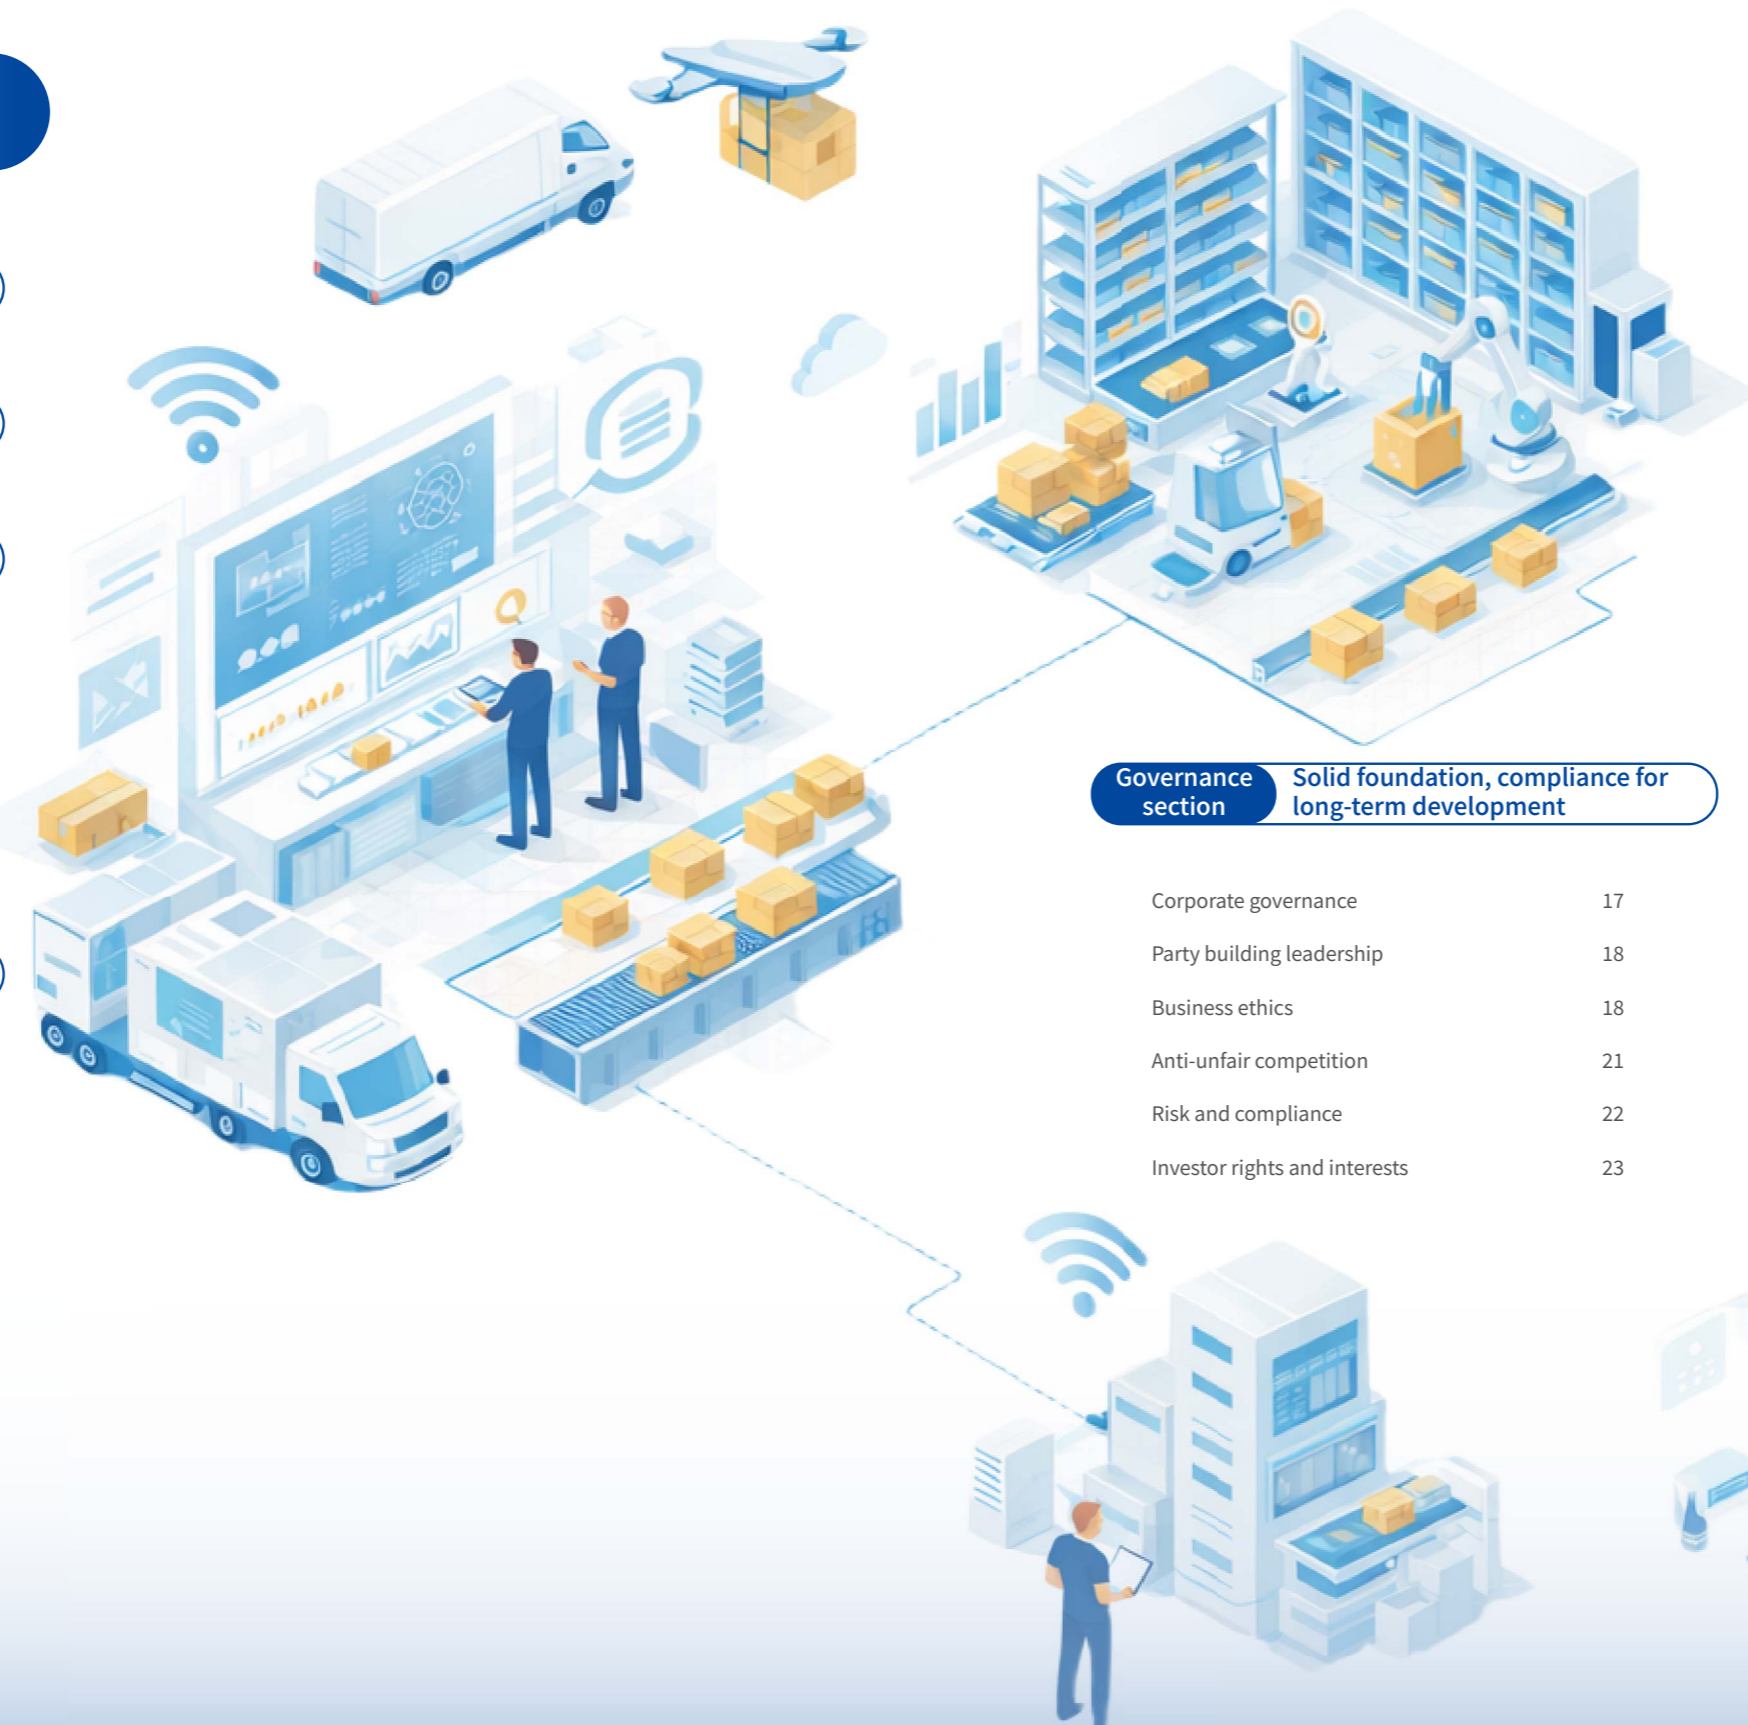 Governance section
Solid foundation, compliance for
long-term development
Corporate governance 17
Party building leadership 18
Business ethics 18
Anti-unfair competition 21
Risk and compliance 22
Investor rights and interests 23